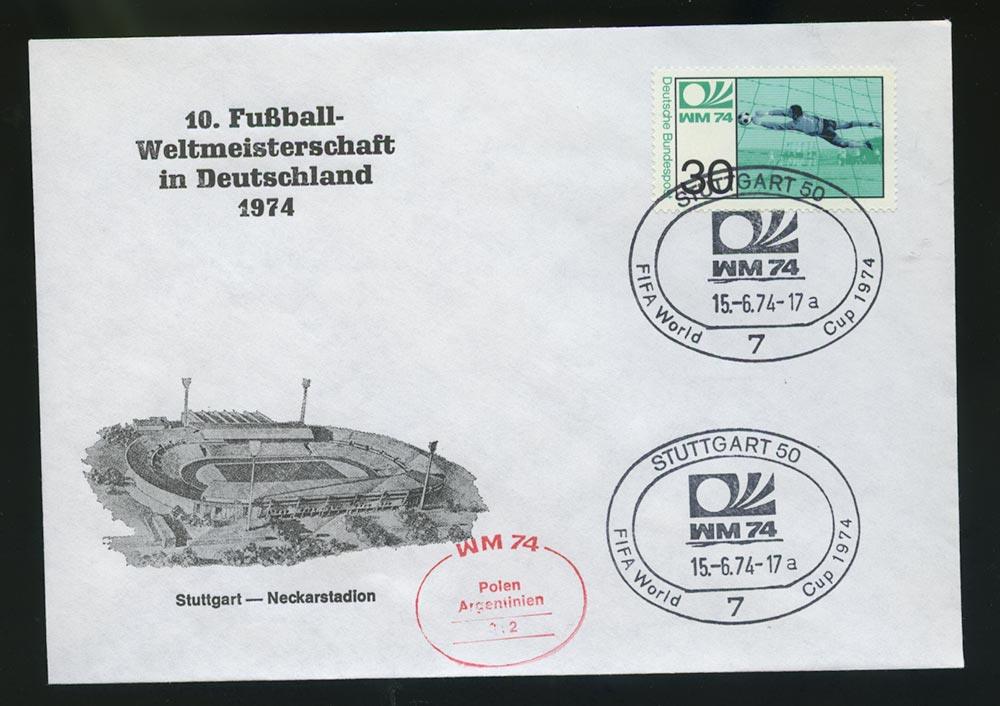 10. Fußball-
Weltmeisterschaft
in Deutschland
1974
Deutsche Bundespost
WM 74
30
STUTTGART 50
WM 74
15.-6.74-17 a
FIFA World Cup 1974
7
STUTTGART 50
WM 74
15.-6.74-17 a
FIFA World Cup 1974
7
Stuttgart — Neckarstadion
WM 74
Polen
Argentinien
3:2